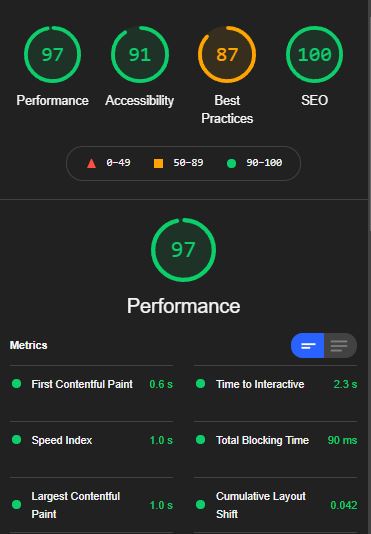 97 91 87 100
Performance Accessibility Best SEO
Practices
0–49 50–89 90–100
97
Performance
Metrics
First Contentful Paint 0.6 s
Time to Interactive 2.3 s
Speed Index 1.0 s
Total Blocking Time 90 ms
Largest Contentful
Paint 1.0 s
Cumulative Layout
Shift 0.042